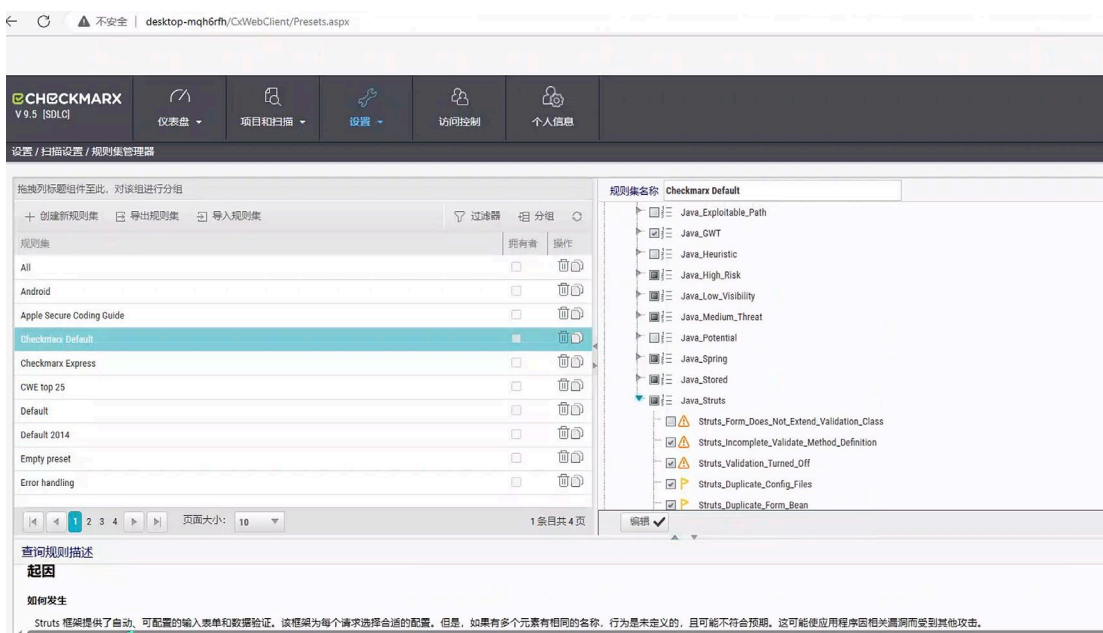 不安全 desktop-mqh6rfh/CxWebClient/Presets.aspx
CHECKMARX
V 9.5 [SDLC]
仪表盘
项目和扫描
设置
访问控制
个人信息
设置 / 扫描设置 / 规则集管理器
拖拽列标题组件至此，对该组进行分组
创建新规则集 导出规则集 导入规则集 过滤器 分组
规则集 拥有者 操作
All
Android
Apple Secure Coding Guide
Checkmarx Default
Checkmarx Express
CWE top 25
Default
Default 2014
Empty preset
Error handling
1 2 3 4 页面大小: 10 1 条目共 4 页
规则集名称 Checkmarx Default
Java_Exploitable_Path
Java_GWT
Java_Heuristic
Java_High_Risk
Java_Low_Visibility
Java_Medium_Threat
Java_Potential
Java_Spring
Java_Stored
Java_Struts
Struts_Form_Does_Not_Extend_Validation_Class
Struts_Incomplete_Validate_Method_Definition
Struts_Validation_Turned_Off
Struts_Duplicate_Config_Files
Struts_Duplicate_Form_Bean
编辑
查询规则描述
起因
如何发生
Struts 框架提供了自动、可配置的输入表单和数据验证。该框架为每个请求选择合适的配置。但是，如果有多个元素有相同的名称，行为是未定义的，且可能不符合预期。这可能使应用程序因相关漏洞而受到其他攻击。